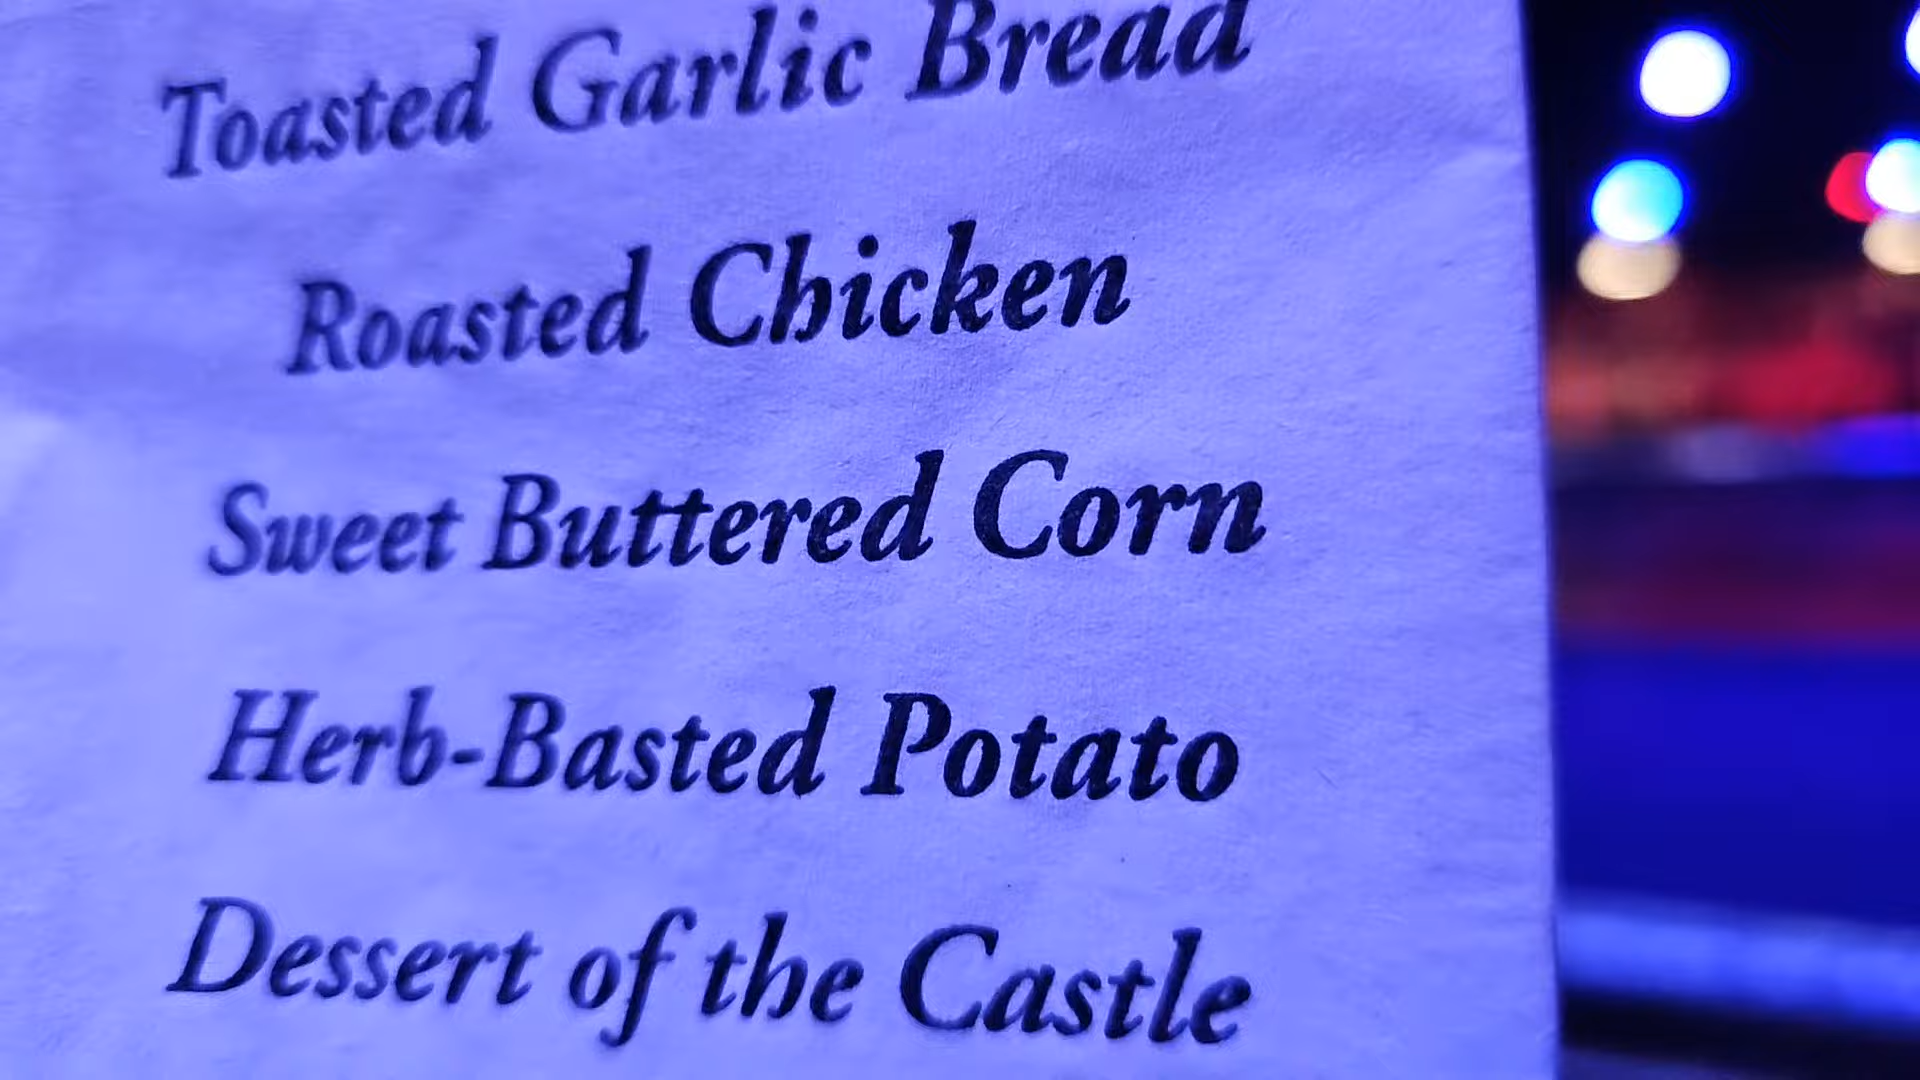 Toasted Garlic Bread
Roasted Chicken
Sweet Buttered Corn
Herb-Basted Potato
Dessert of the Castle